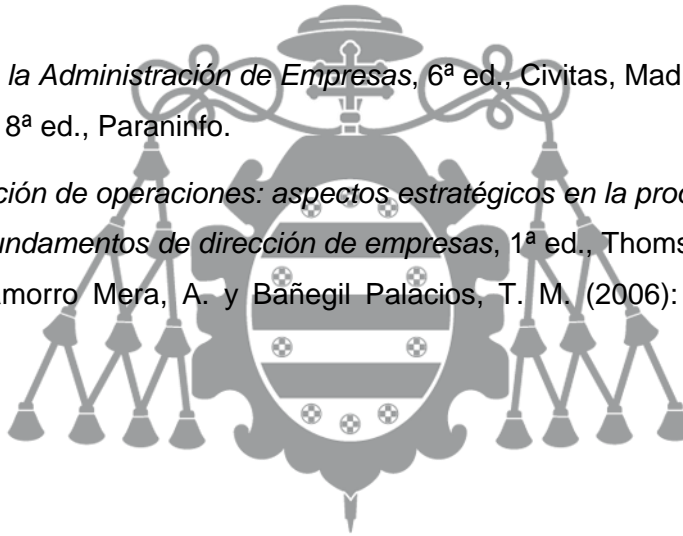 la Administración de Empresas, 6ª ed., Civitas, Mad
8ª ed., Paraninfo.
ción de operaciones: aspectos estratégicos en la pro
undamentos de dirección de empresas, 1ª ed., Thoms
amorro Mera, A. y Bañegil Palacios, T. M. (2006):